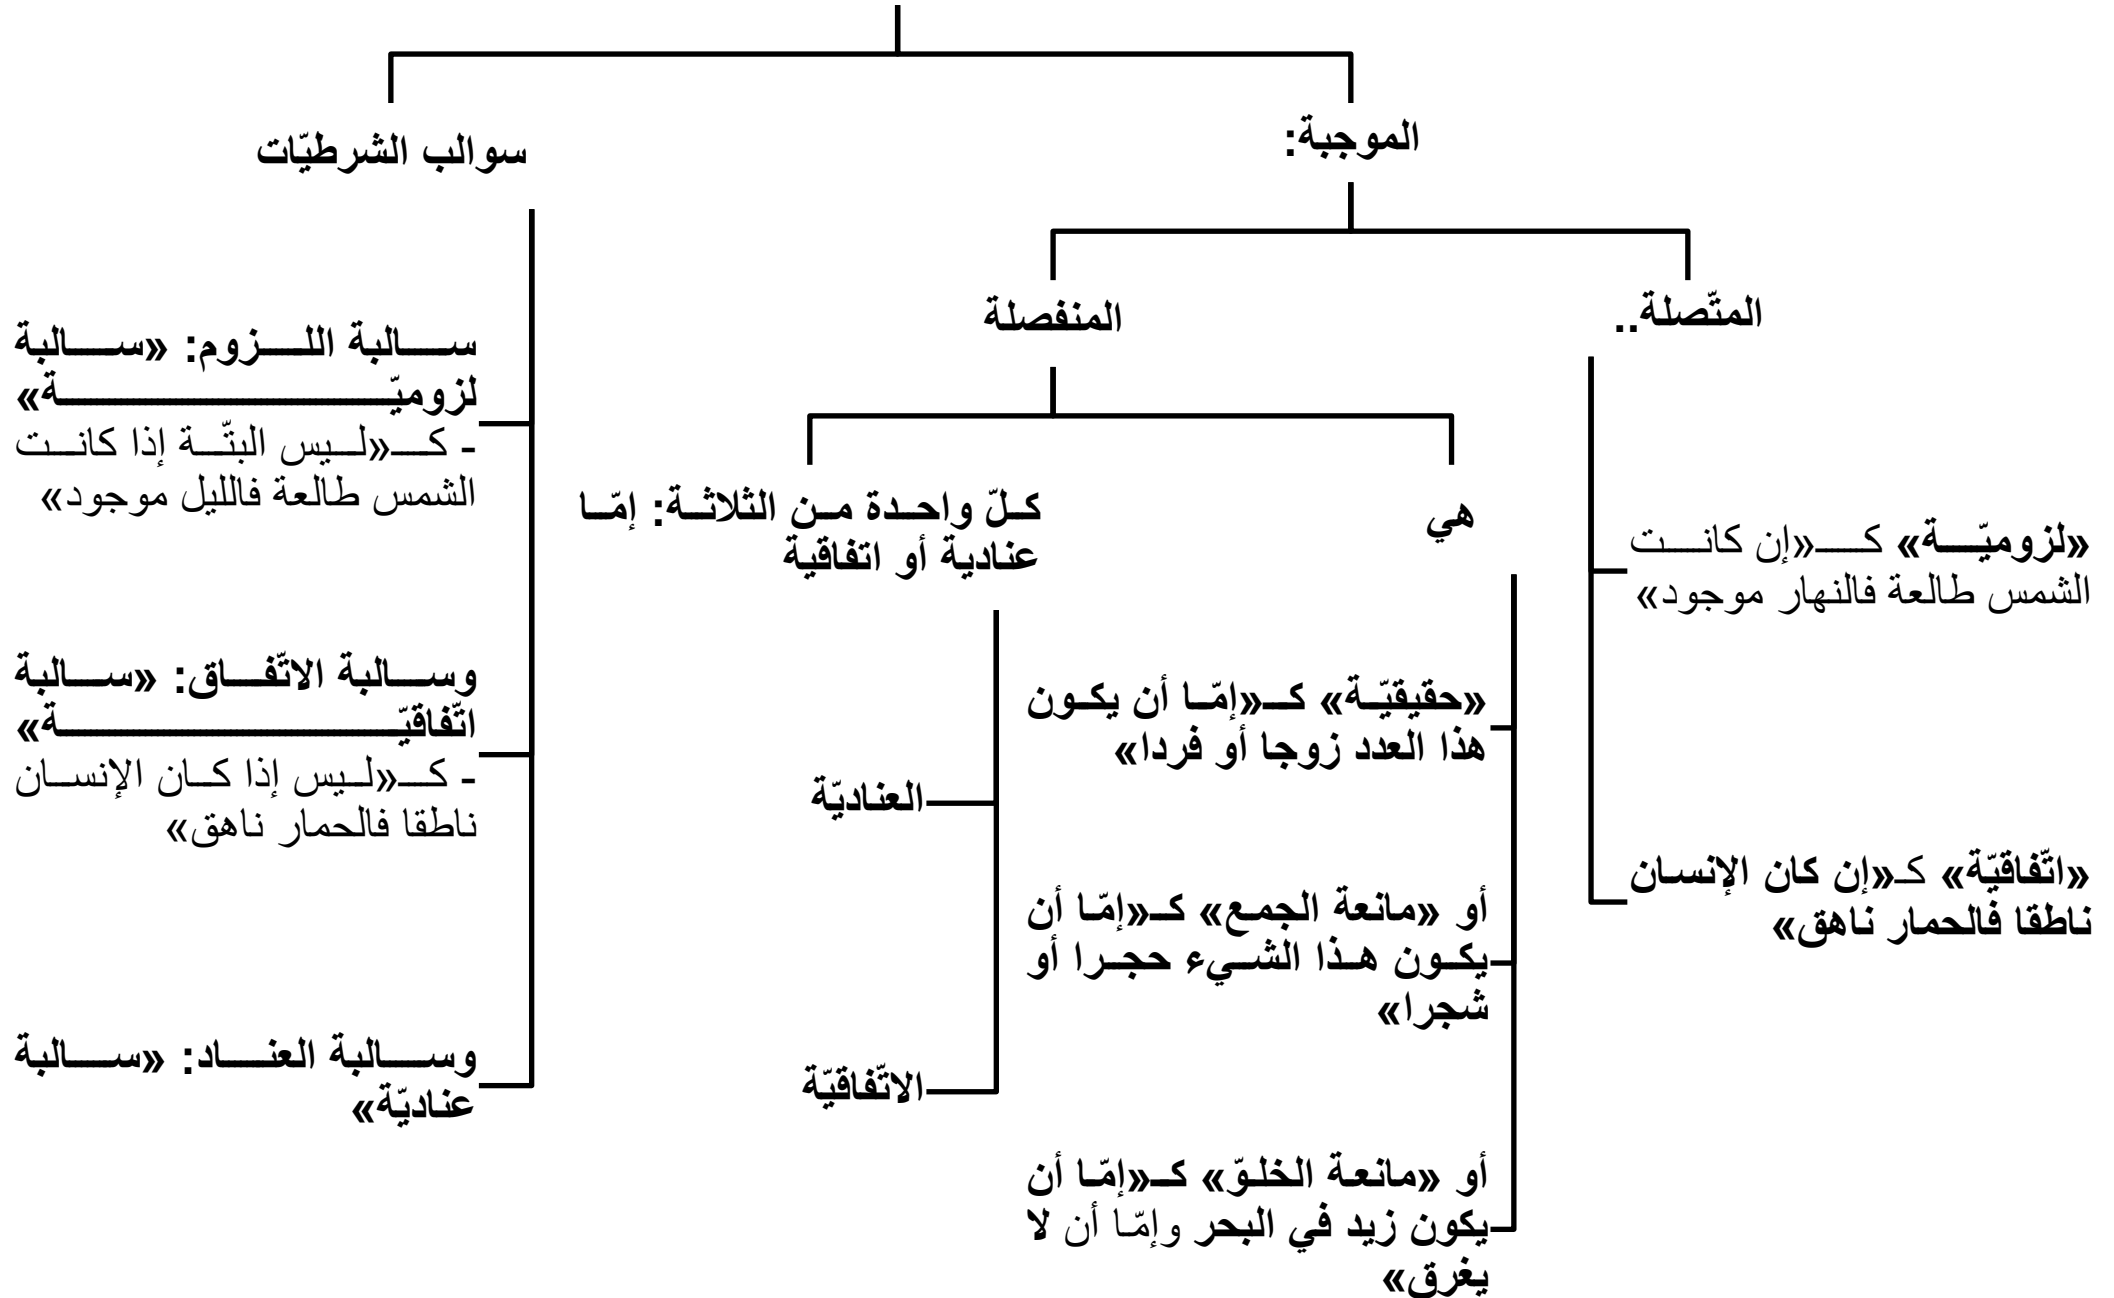 الموجبة:
سوالب الشرطيّات
المتّصلة..
المنفصلة
«لزوميّة» كـ«إن كانت
الشمس طالعة فالنهار موجود»
«اتّفاقيّة» كـ«إن كان الإنسان
ناطقا فالحمار ناهق»
هي
كلّ واحدة من الثلاثة: إمّا
عنادية أو اتفاقية
«حقيقيّة» كـ«إمّا أن يكون
هذا العدد زوجا أو فردا»
أو «مانعة الجمع» كـ«إمّا أن
يكون هذا الشيء حجرا أو
شجرا»
أو «مانعة الخلوّ» كـ«إمّا أن
يكون زيد في البحر وإمّا أن لا
يغرق»
العناديّة
الاتّفاقيّة
سالبة اللزوم: «سالبة
لزوميّة»
- كـ«ليس البتّة إذا كانت
الشمس طالعة فالليل موجود»
وسالبة الاتّفاق: «سالبة
اتّفاقيّة»
- كـ«ليس إذا كان الإنسان
ناطقا فالحمار ناهق»
وسالبة العناد: «سالبة
عناديّة»